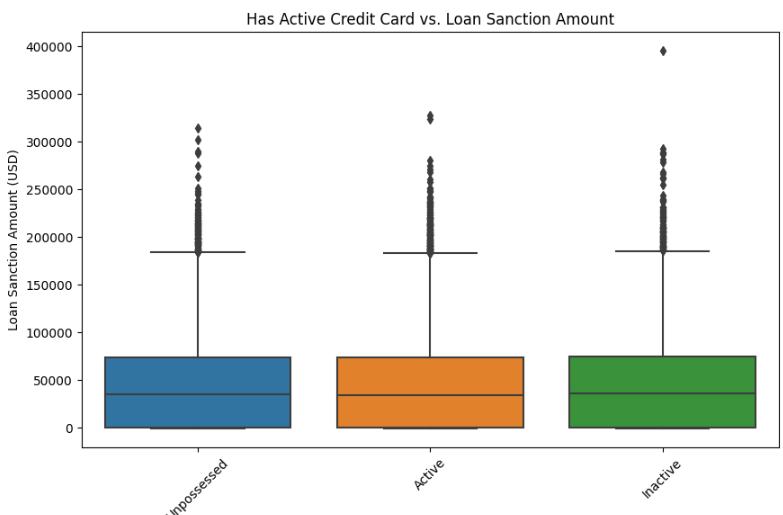 Has Active Credit Card vs. Loan Sanction Amount
Loan Sanction Amount (USD)
400000
350000
300000
250000
200000
150000
100000
50000
0
Unpossessed
Active
Inactive